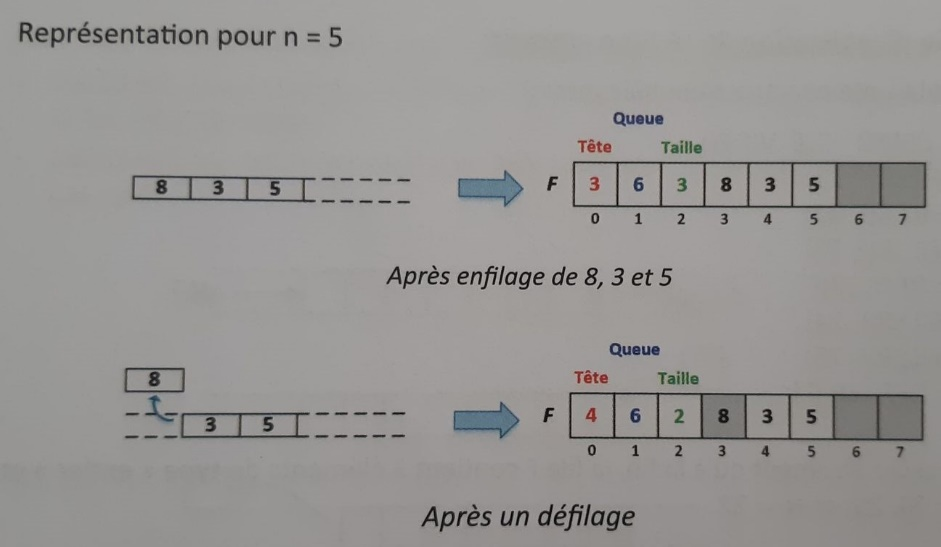 Représentation pour n = 5
Queue
Tête Taille
8 3 5 F 3 6 3 8 3 5
0 1 2 3 4 5 6 7
Après enfilage de 8, 3 et 5
Queue
8 Tête Taille
3 5 F 4 6 2 8 3 5
0 1 2 3 4 5 6 7
Après un défilage